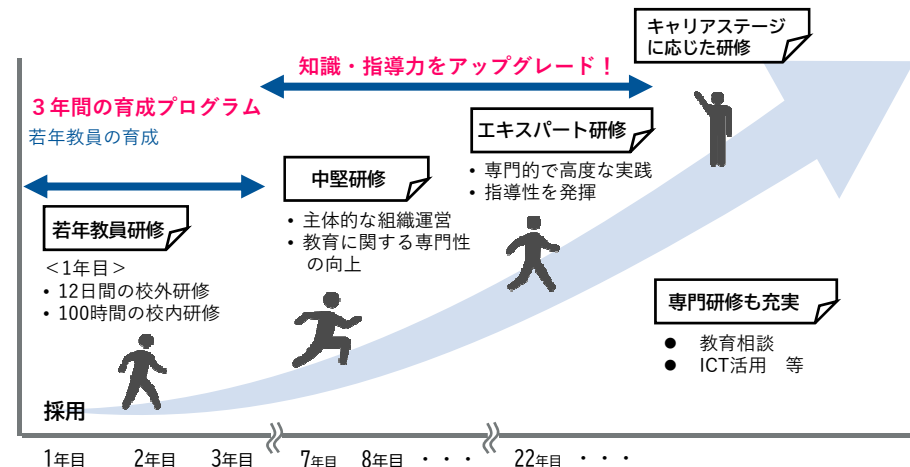 キャリアステージ
に応じた研修
知識・指導力をアップグレード！
３年間の育成プログラム
若年教員の育成
エキスパート研修
• 専門的で高度な実践
• 指導性を発揮
中堅研修
• 主体的な組織運営
• 教育に関する専門性
の向上
若年教員研修
＜1年目＞
• 12日間の校外研修
• 100時間の校内研修
専門研修も充実
● 教育相談
● ICT活用　等
採用
1年目 2年目 3年目 7年目 8年目 ・・・ 22年目 ・・・